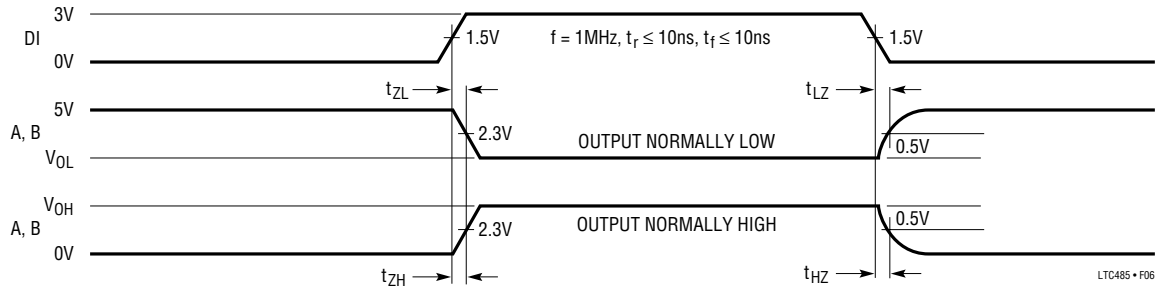 3V
DI
0V
1.5V
f = 1MHz, tr ≤ 10ns, tf ≤ 10ns
1.5V
tZL
tLZ
5V
A, B
VOL
2.3V
OUTPUT NORMALLY LOW
0.5V
VOH
A, B
0V
2.3V
OUTPUT NORMALLY HIGH
0.5V
tZH
tHZ
LTC485 • F06